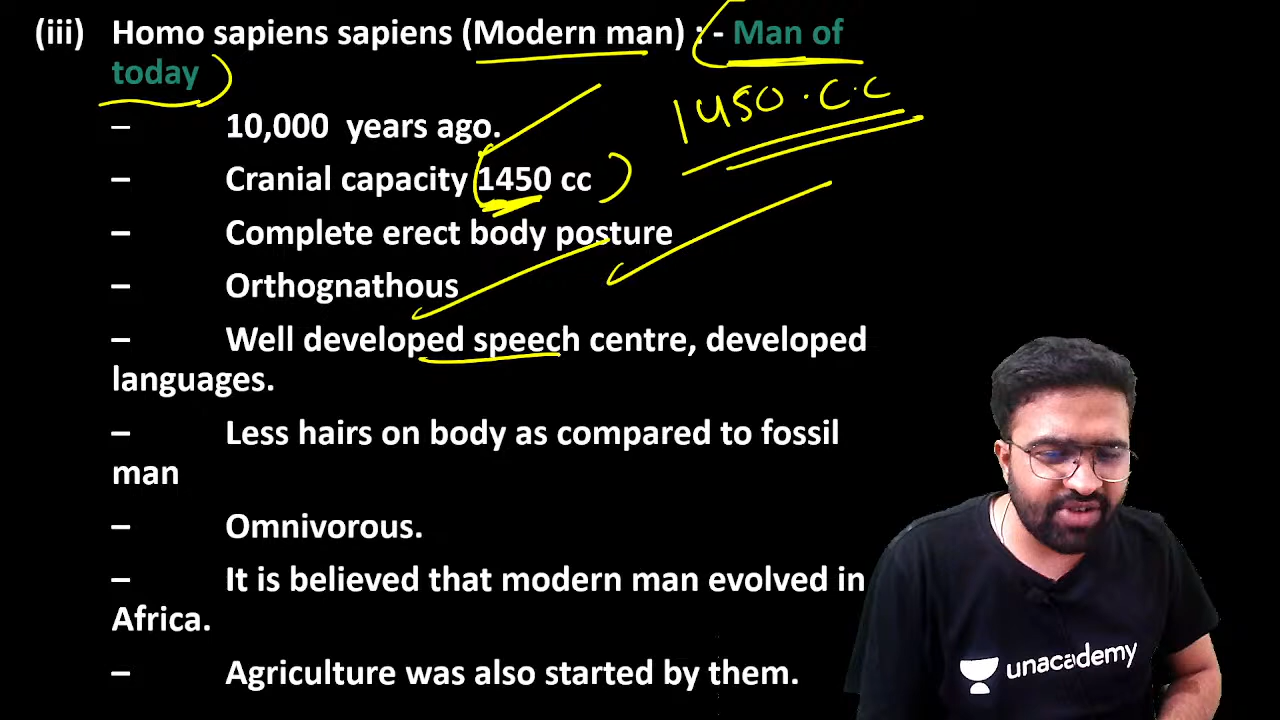 (iii) Homo sapiens sapiens (Modern man) : - Man of
today
1450.c.c
– 10,000 years ago.
– Cranial capacity 1450 cc
– Complete erect body posture
– Orthognathous
– Well developed speech centre, developed
languages.
– Less hairs on body as compared to fossil
man
– Omnivorous.
– It is believed that modern man evolved in
Africa.
– Agriculture was also started by them.
unacademy